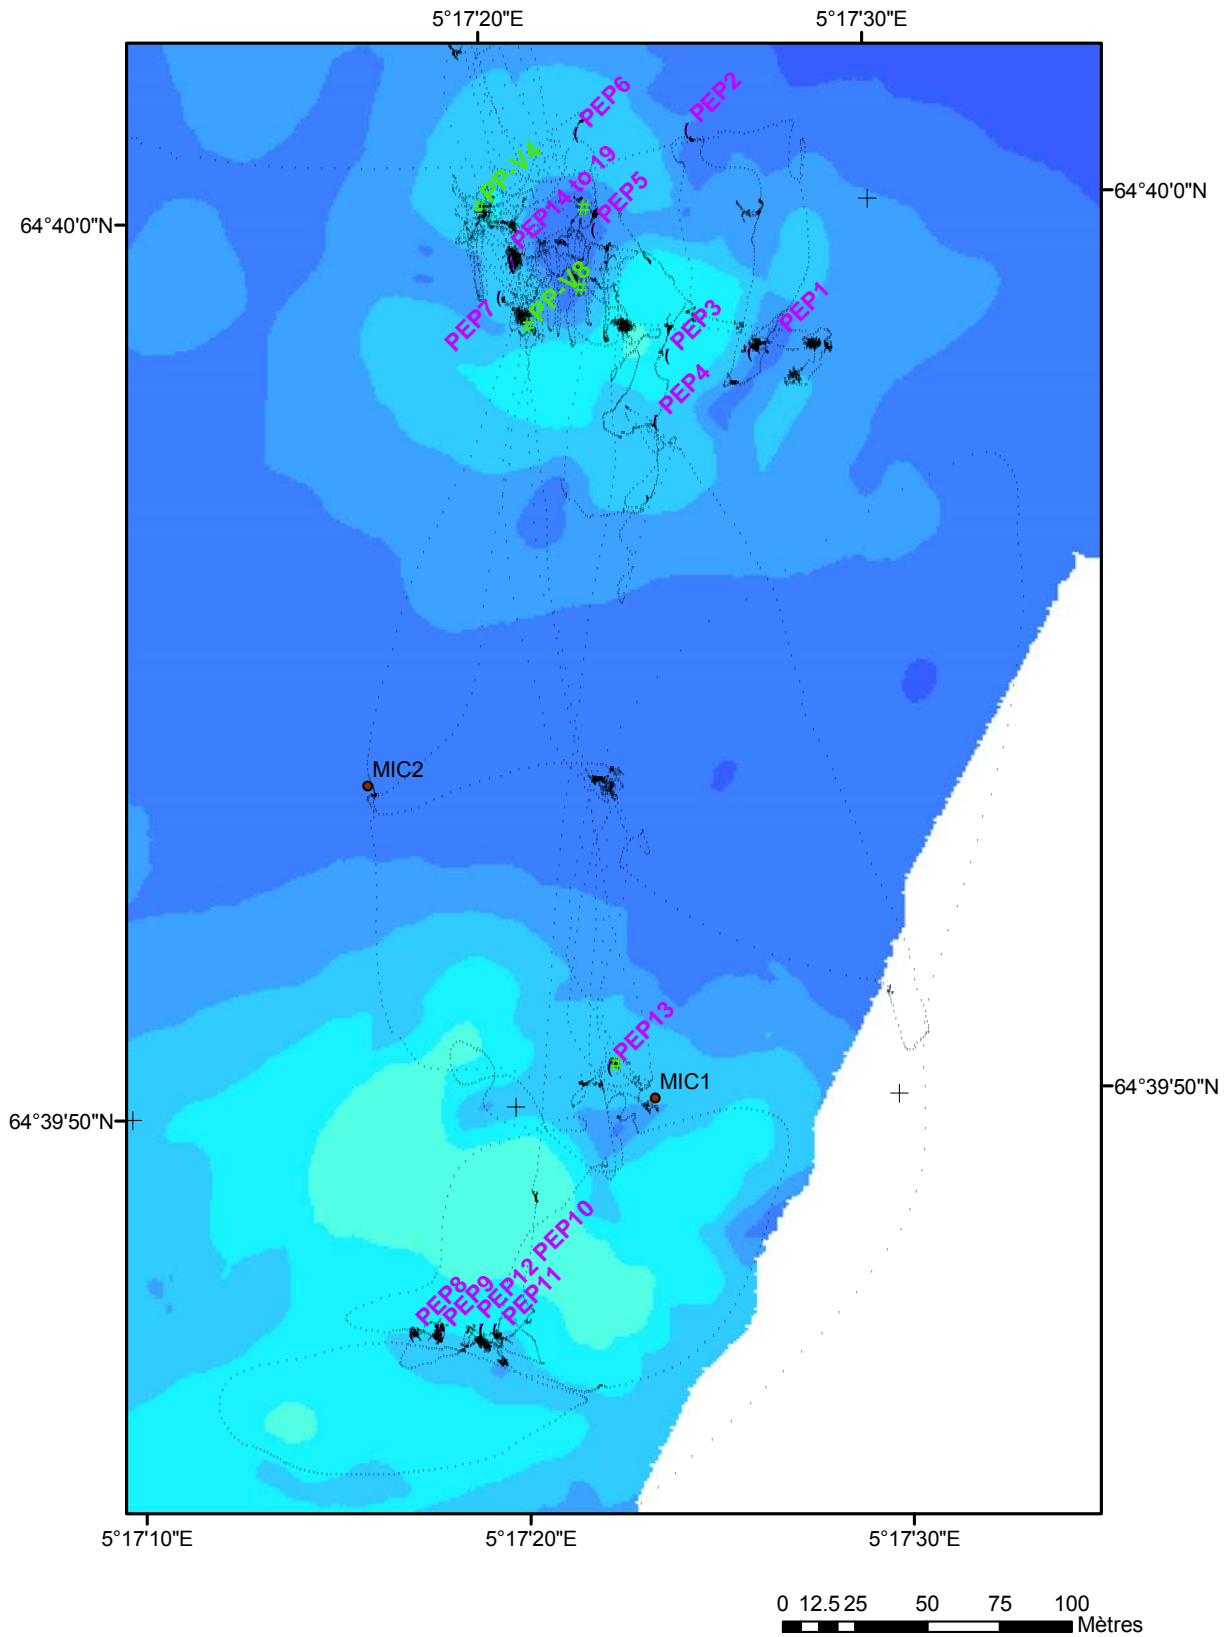 5°17'20"E 5°17'30"E
PEP6
PEP2
PP-V4
PEP14 to 19
PEP5
64°40'0"N
64°40'0"N
PP-V8
PEP7
PEP3
PEP1
PEP4
MIC2
PEP13
MIC1
64°39'50"N
64°39'50"N
PEP10
PEP8
PEP9
PEP12
PEP11
5°17'10"E 5°17'20"E 5°17'30"E
0 12.5 25 50 75 100
Mètres